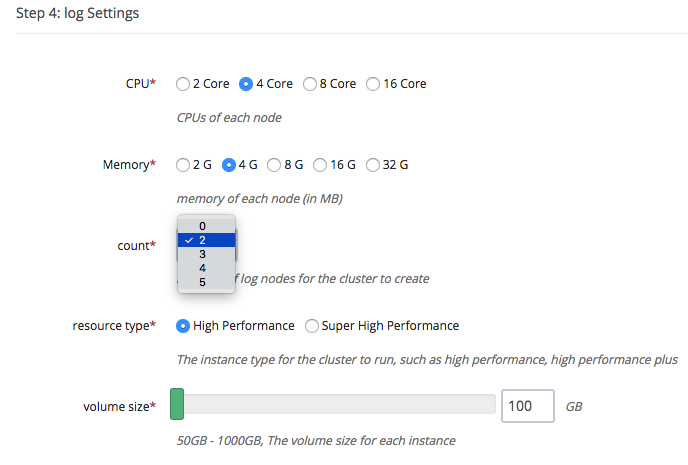 Step 4: log Settings
CPU* 2 Core 4 Core 8 Core 16 Core
CPUs of each node
Memory* 2 G 4 G 8 G 16 G 32 G
memory of each node (in MB)
count*
0
2
3
4
5
log nodes for the cluster to create
resource type* High Performance Super High Performance
The instance type for the cluster to run, such as high performance, high performance plus
volume size* 100 GB
50GB - 1000GB, The volume size for each instance